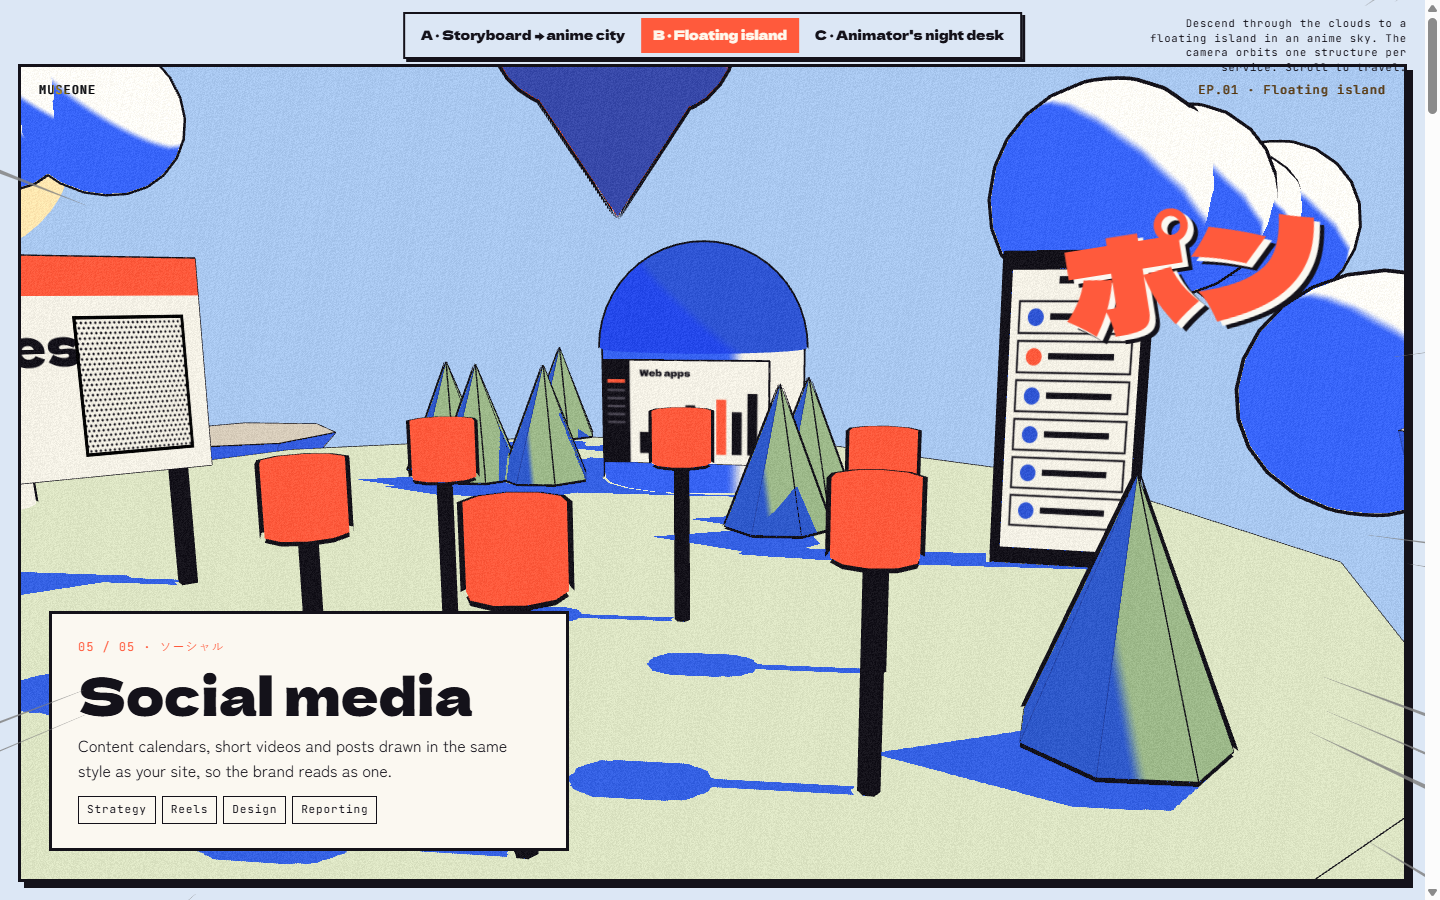 A · Storyboard → anime city
B · Floating island
C · Animator's night desk
Descend through the clouds to a
floating island in an anime sky. The
camera orbits one structure per
service. Scroll to travel.
MUSEONE
EP.01 · Floating island
ポン
es
Web apps
05 / 05 · ソーシャル
Social media
Content calendars, short videos and posts drawn in the same
style as your site, so the brand reads as one.
Strategy
Reels
Design
Reporting